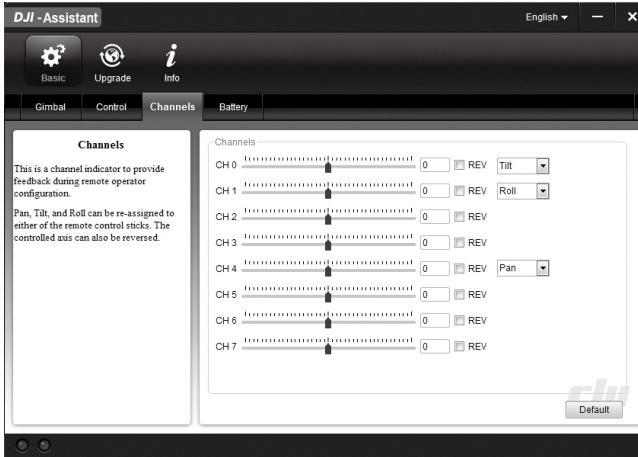 DJI - Assistant
English
Basic
Upgrade
Info
Gimbal
Control
Channels
Battery
Channels
This is a channel indicator to provide
feedback during remote operator
configuration.
Pan, Tilt, and Roll can be re-assigned to
either of the remote control sticks. The
controlled axis can also be reversed.
Channels
CH 0 0 REV Tilt
CH 1 0 REV Roll
CH 2 0 REV
CH 3 0 REV
CH 4 0 REV Pan
CH 5 0 REV
CH 6 0 REV
CH 7 0 REV
dji
Default